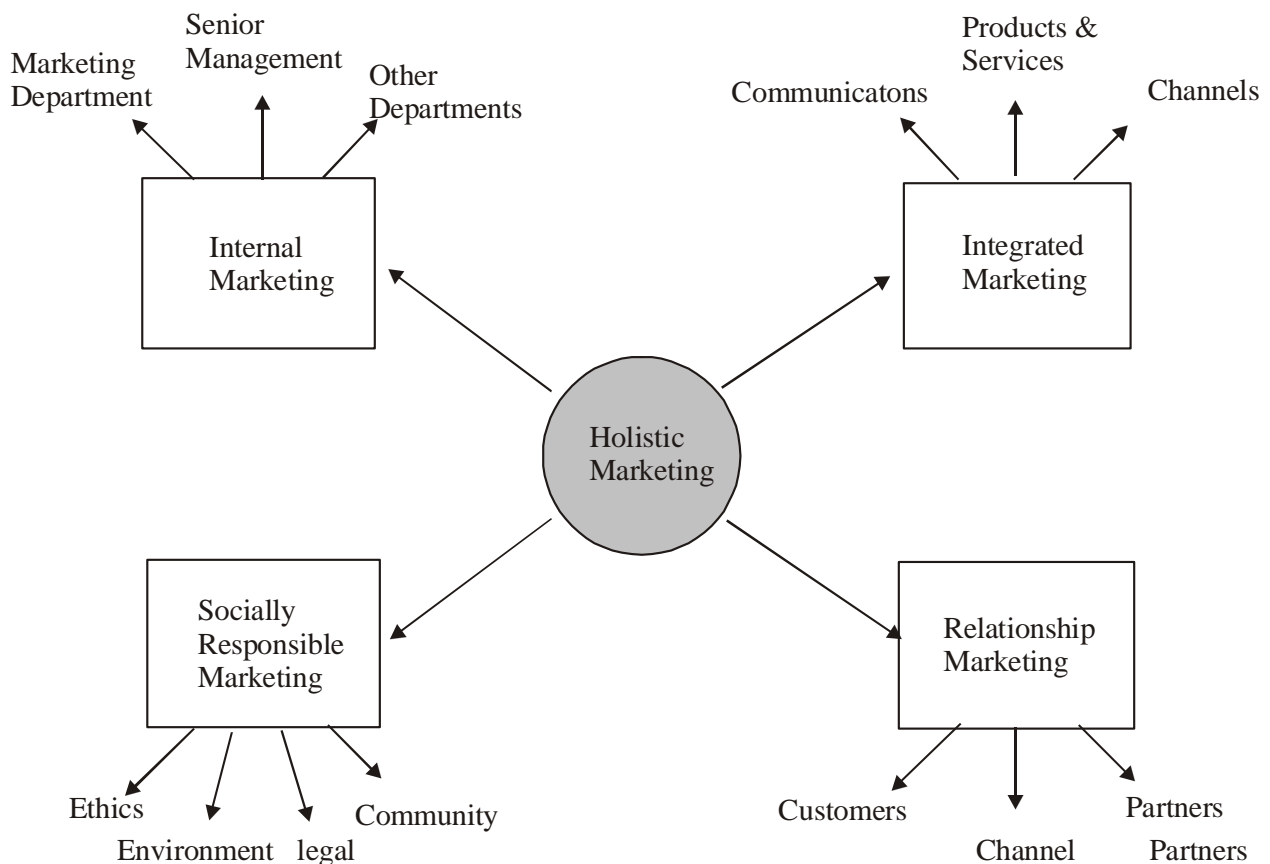 Senior
Management
Marketing
Department
Other
Departments
Products &
Services
Communicatons
Channels
Internal
Marketing
Integrated
Marketing
Holistic
Marketing
Socially
Responsible
Marketing
Relationship
Marketing
Ethics
Environment
legal
Community
Customers
Channel
Partners
Partners